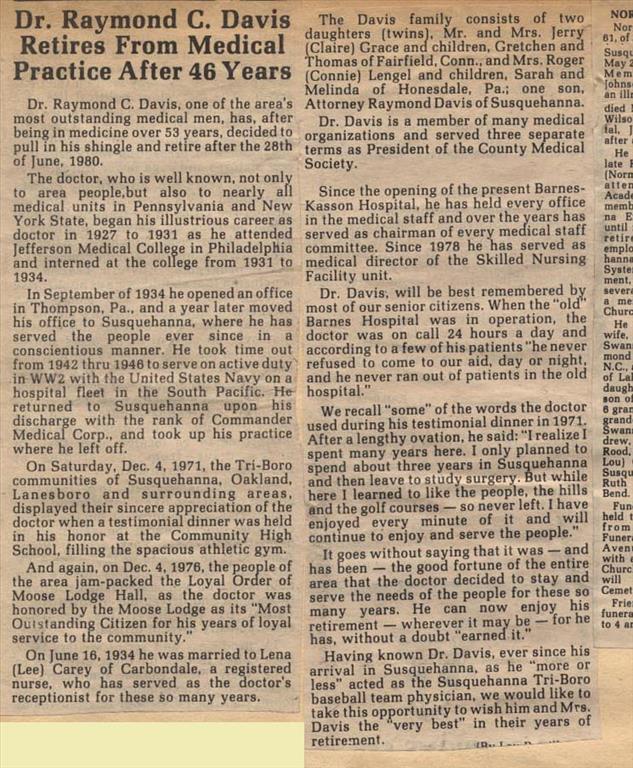 Dr. Raymond C. Davis
Retires From Medical
Practice After 46 Years
Dr. Raymond C. Davis, one of the area's
most outstanding medical men, has, after
being in medicine over 53 years, decided to
pull in his shingle and retire after the 28th
of June, 1980.
The doctor, who is well known, not only
to area people,but also to nearly all
medical units in Pennsylvania and New
York State, began his illustrious career as
doctor in 1927 to 1931 as he attended
Jefferson Medical College in Philadelphia
and interned at the college from 1931 to
1934.
In September of 1934 he opened an office
in Thompson, Pa., and a year later moved
his office to Susquehanna, where he has
served the people ever since in a
conscientious manner. He took time out
from 1942 thru 1946 to serve on active duty
in WW2 with the United States Navy on a
hospital fleet in the South Pacific. He
returned to Susquehanna upon his
discharge with the rank of Commander
Medical Corp., and took up his practice
where he left off.
On Saturday, Dec. 4, 1971, the Tri-Boro
communities of Susquehanna, Oakland,
Lanesboro and surrounding areas,
displayed their sincere appreciation of the
doctor when a testimonial dinner was held
in his honor at the Community High
School, filling the spacious athletic gym.
And again, on Dec. 4, 1976, the people of
the area jam-packed the Loyal Order of
Moose Lodge Hall, as the doctor was
honored by the Moose Lodge as its "Most
Outstanding Citizen for his years of loyal
service to the community."
On June 16, 1934 he was married to Lena
(Lee) Carey of Carbondale, a registered
nurse, who has served as the doctor's
receptionist for these so many years.
The Davis family consists of two
daughters (twins), Mr. and Mrs. Jerry
(Claire) Grace and children, Gretchen and
Thomas of Fairfield, Conn., and Mrs. Roger
(Connie) Lengel and children, Sarah and
Melinda of Honesdale, Pa.; one son,
Attorney Raymond Davis of Susquehanna.
Dr. Davis is a member of many medical
organizations and served three separate
terms as President of the County Medical
Society.
Since the opening of the present Barnes-
Kasson Hospital, he has held every office
in the medical staff and over the years has
served as chairman of every medical staff
committee. Since 1978 he has served as
medical director of the Skilled Nursing
Facility unit.
Dr. Davis, will be best remembered by
most of our senior citizens. When the "old"
Barnes Hospital was in operation, the
doctor was on call 24 hours a day and
according to a few of his patients "he never
refused to come to our aid, day or night,
and he never ran out of patients in the old
hospital."
We recall "some" of the words the doctor
used during his testimonial dinner in 1971.
After a lengthy ovation, he said: "I realize I
spent many years here. I only planned to
spend about three years in Susquehanna
and then leave to study surgery. But while
here I learned to like the people, the hills
and the golf courses — so never left. I have
enjoyed every minute of it and will
continue to enjoy and serve the people."
It goes without saying that it was — and
has been — the good fortune of the entire
area that the doctor decided to stay and
serve the needs of the people for these so
many years. He can now enjoy his
retirement — wherever it may be — for he
has, without a doubt "earned it."
Having known Dr. Davis, ever since his
arrival in Susquehanna, as he "more or
less" acted as the Susquehanna Tri-Boro
baseball team physician, we would like to
take this opportunity to wish him and Mrs.
Davis the "very best" in their years of
retirement.